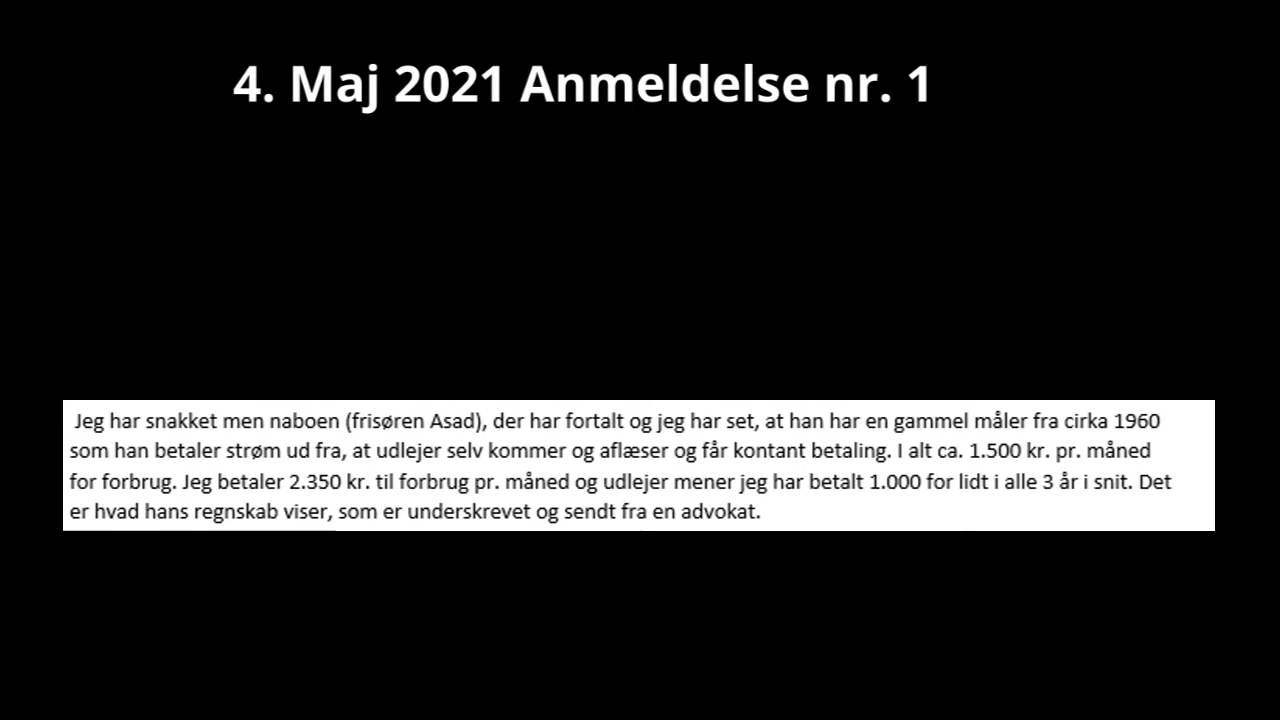 4. Maj 2021 Anmeldelse nr. 1
Jeg har snakket men naboen (frisøren Asad), der har fortalt og jeg har set, at han har en gammel måler fra cirka 1960
som han betaler strøm ud fra, at udlejer selv kommer og aflæser og får kontant betaling. I alt ca. 1.500 kr. pr. måned
for forbrug. Jeg betaler 2.350 kr. til forbrug pr. måned og udlejer mener jeg har betalt 1.000 for lidt i alle 3 år i snit. Det
er hvad hans regnskab viser, som er underskrevet og sendt fra en advokat.